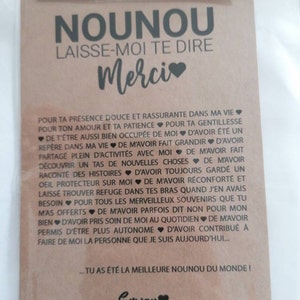 NOUNOU
LAISSE-MOI TE DIRE
Merci♥
POUR TA PRÉSENCE DOUCE ET RASSURANTE DANS MA VIE ♥
POUR TON AMOUR ET TA PATIENCE ♥ POUR TA GENTILLESSE
♥ DE T'ÊTRE AUSSI BIEN OCCUPÉE DE MOI ♥ D'AVOIR ÉTÉ UN
REPÈRE DANS MA VIE ♥ DE M'AVOIR FAIT GRANDIR ♥ D'AVOIR
PARTAGÉ PLEIN D'ACTIVITÉS AVEC MOI ♥ DE M'AVOIR FAIT
DÉCOUVRIR UN TAS DE NOUVELLES CHOSES ♥ DE M'AVOIR
RACONTÉ DES HISTOIRES ♥ D'AVOIR TOUJOURS GARDÉ UN
OEIL PROTECTEUR SUR MOI ♥ DE M'AVOIR RÉCONFORTÉ ET
LAISSÉ TROUVER REFUGE DANS TES BRAS QUAND J'EN AVAIS
BESOIN ♥ POUR TOUS LES MERVEILLEUX SOUVENIRS QUE TU
M'AS OFFERTS ♥ DE M'AVOIR PARFOIS DIT NON POUR MON
BIEN ♥ D'AVOIR PRIS SOIN DE MOI AU QUOTIDIEN ♥ DE M'AVOIR
PERMIS D'ÊTRE PLUS AUTONOME ♥ D'AVOIR CONTRIBUÉ À
FAIRE DE MOI LA PERSONNE QUE JE SUIS AUJOURD'HUI...
...TU AS ÉTÉ LA MEILLEURE NOUNOU DU MONDE !